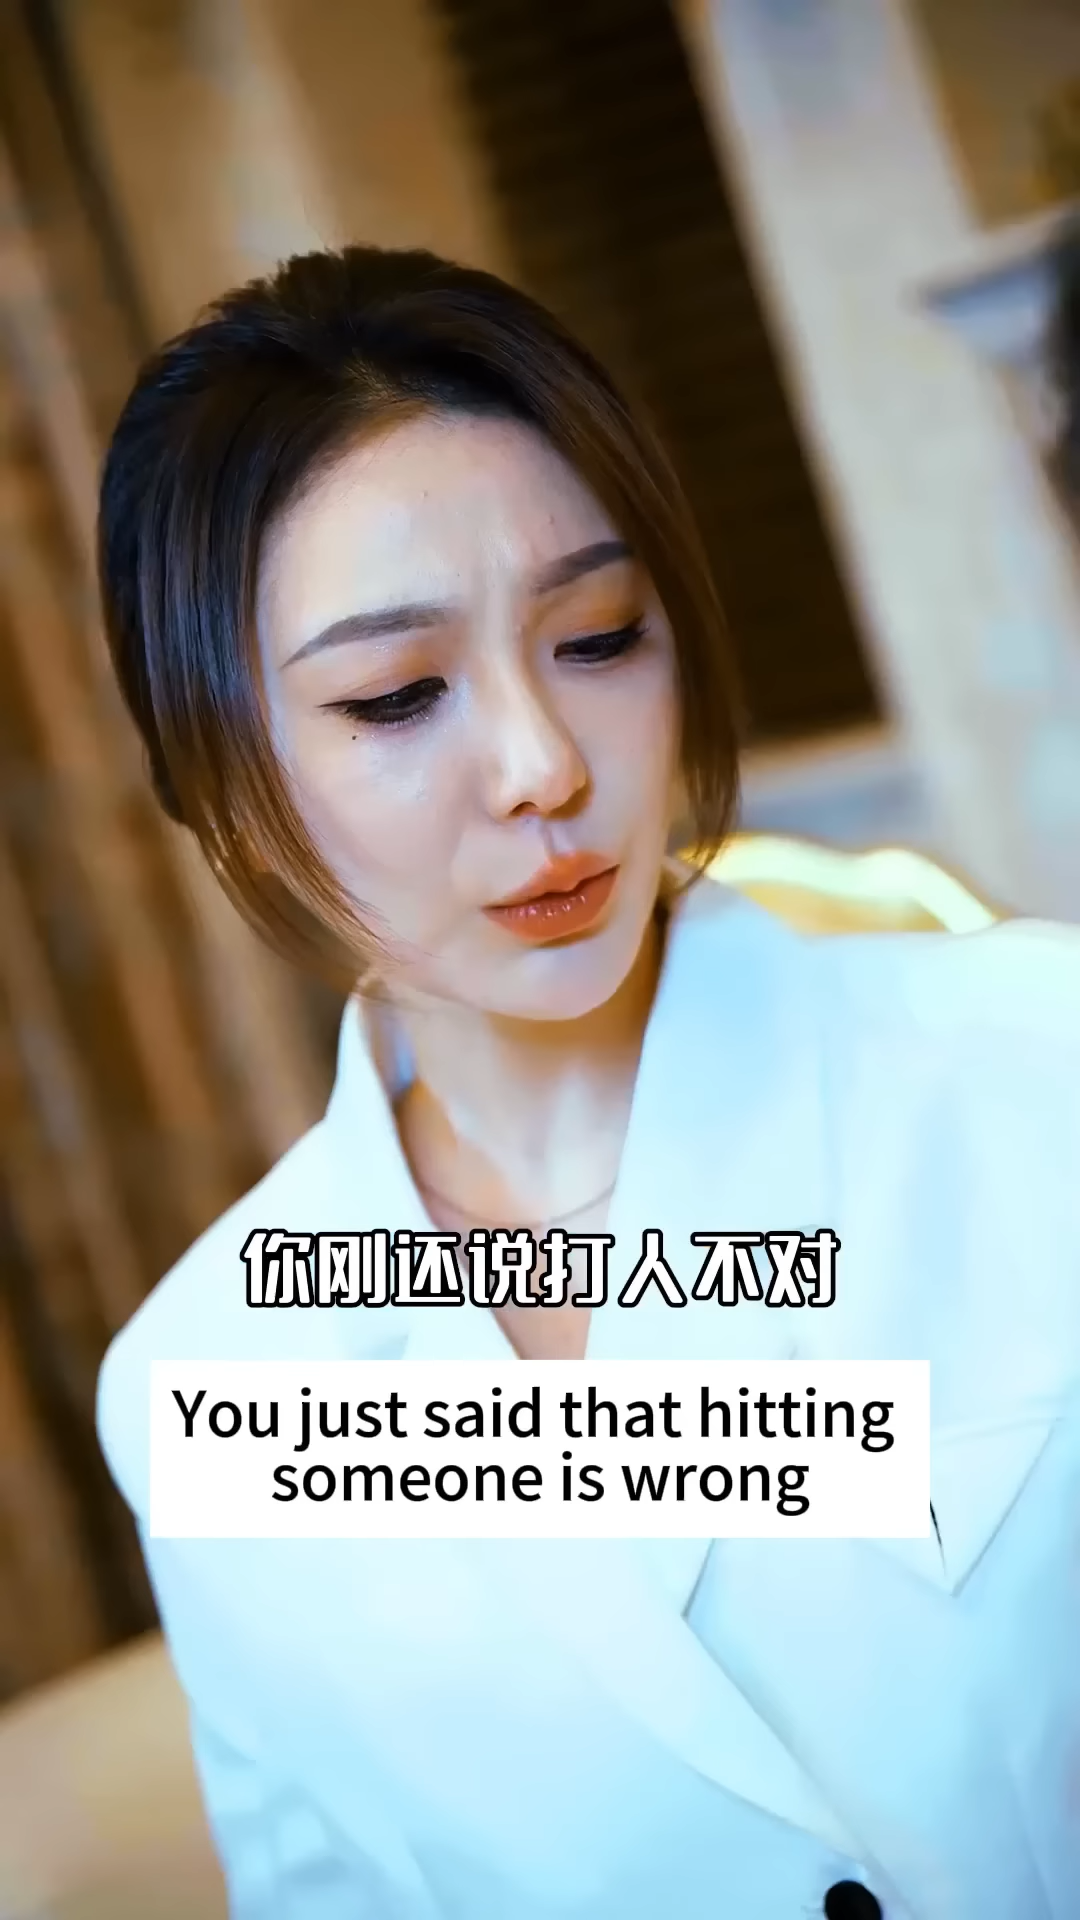 你刚还说打人不对
You just said that hitting
someone is wrong